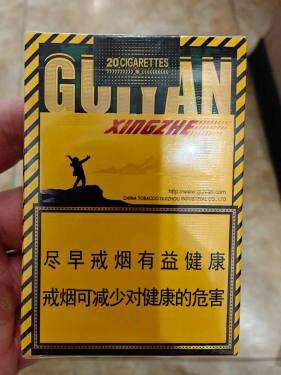 20 CIGARETTES
GUIYAN
XINGZHE
http://www.guiyan.com
CHINA TOBACCO GUIZHOU INDUSTRIAL CO., LTD.
尽早戒烟有益健康
戒烟可减少对健康的危害